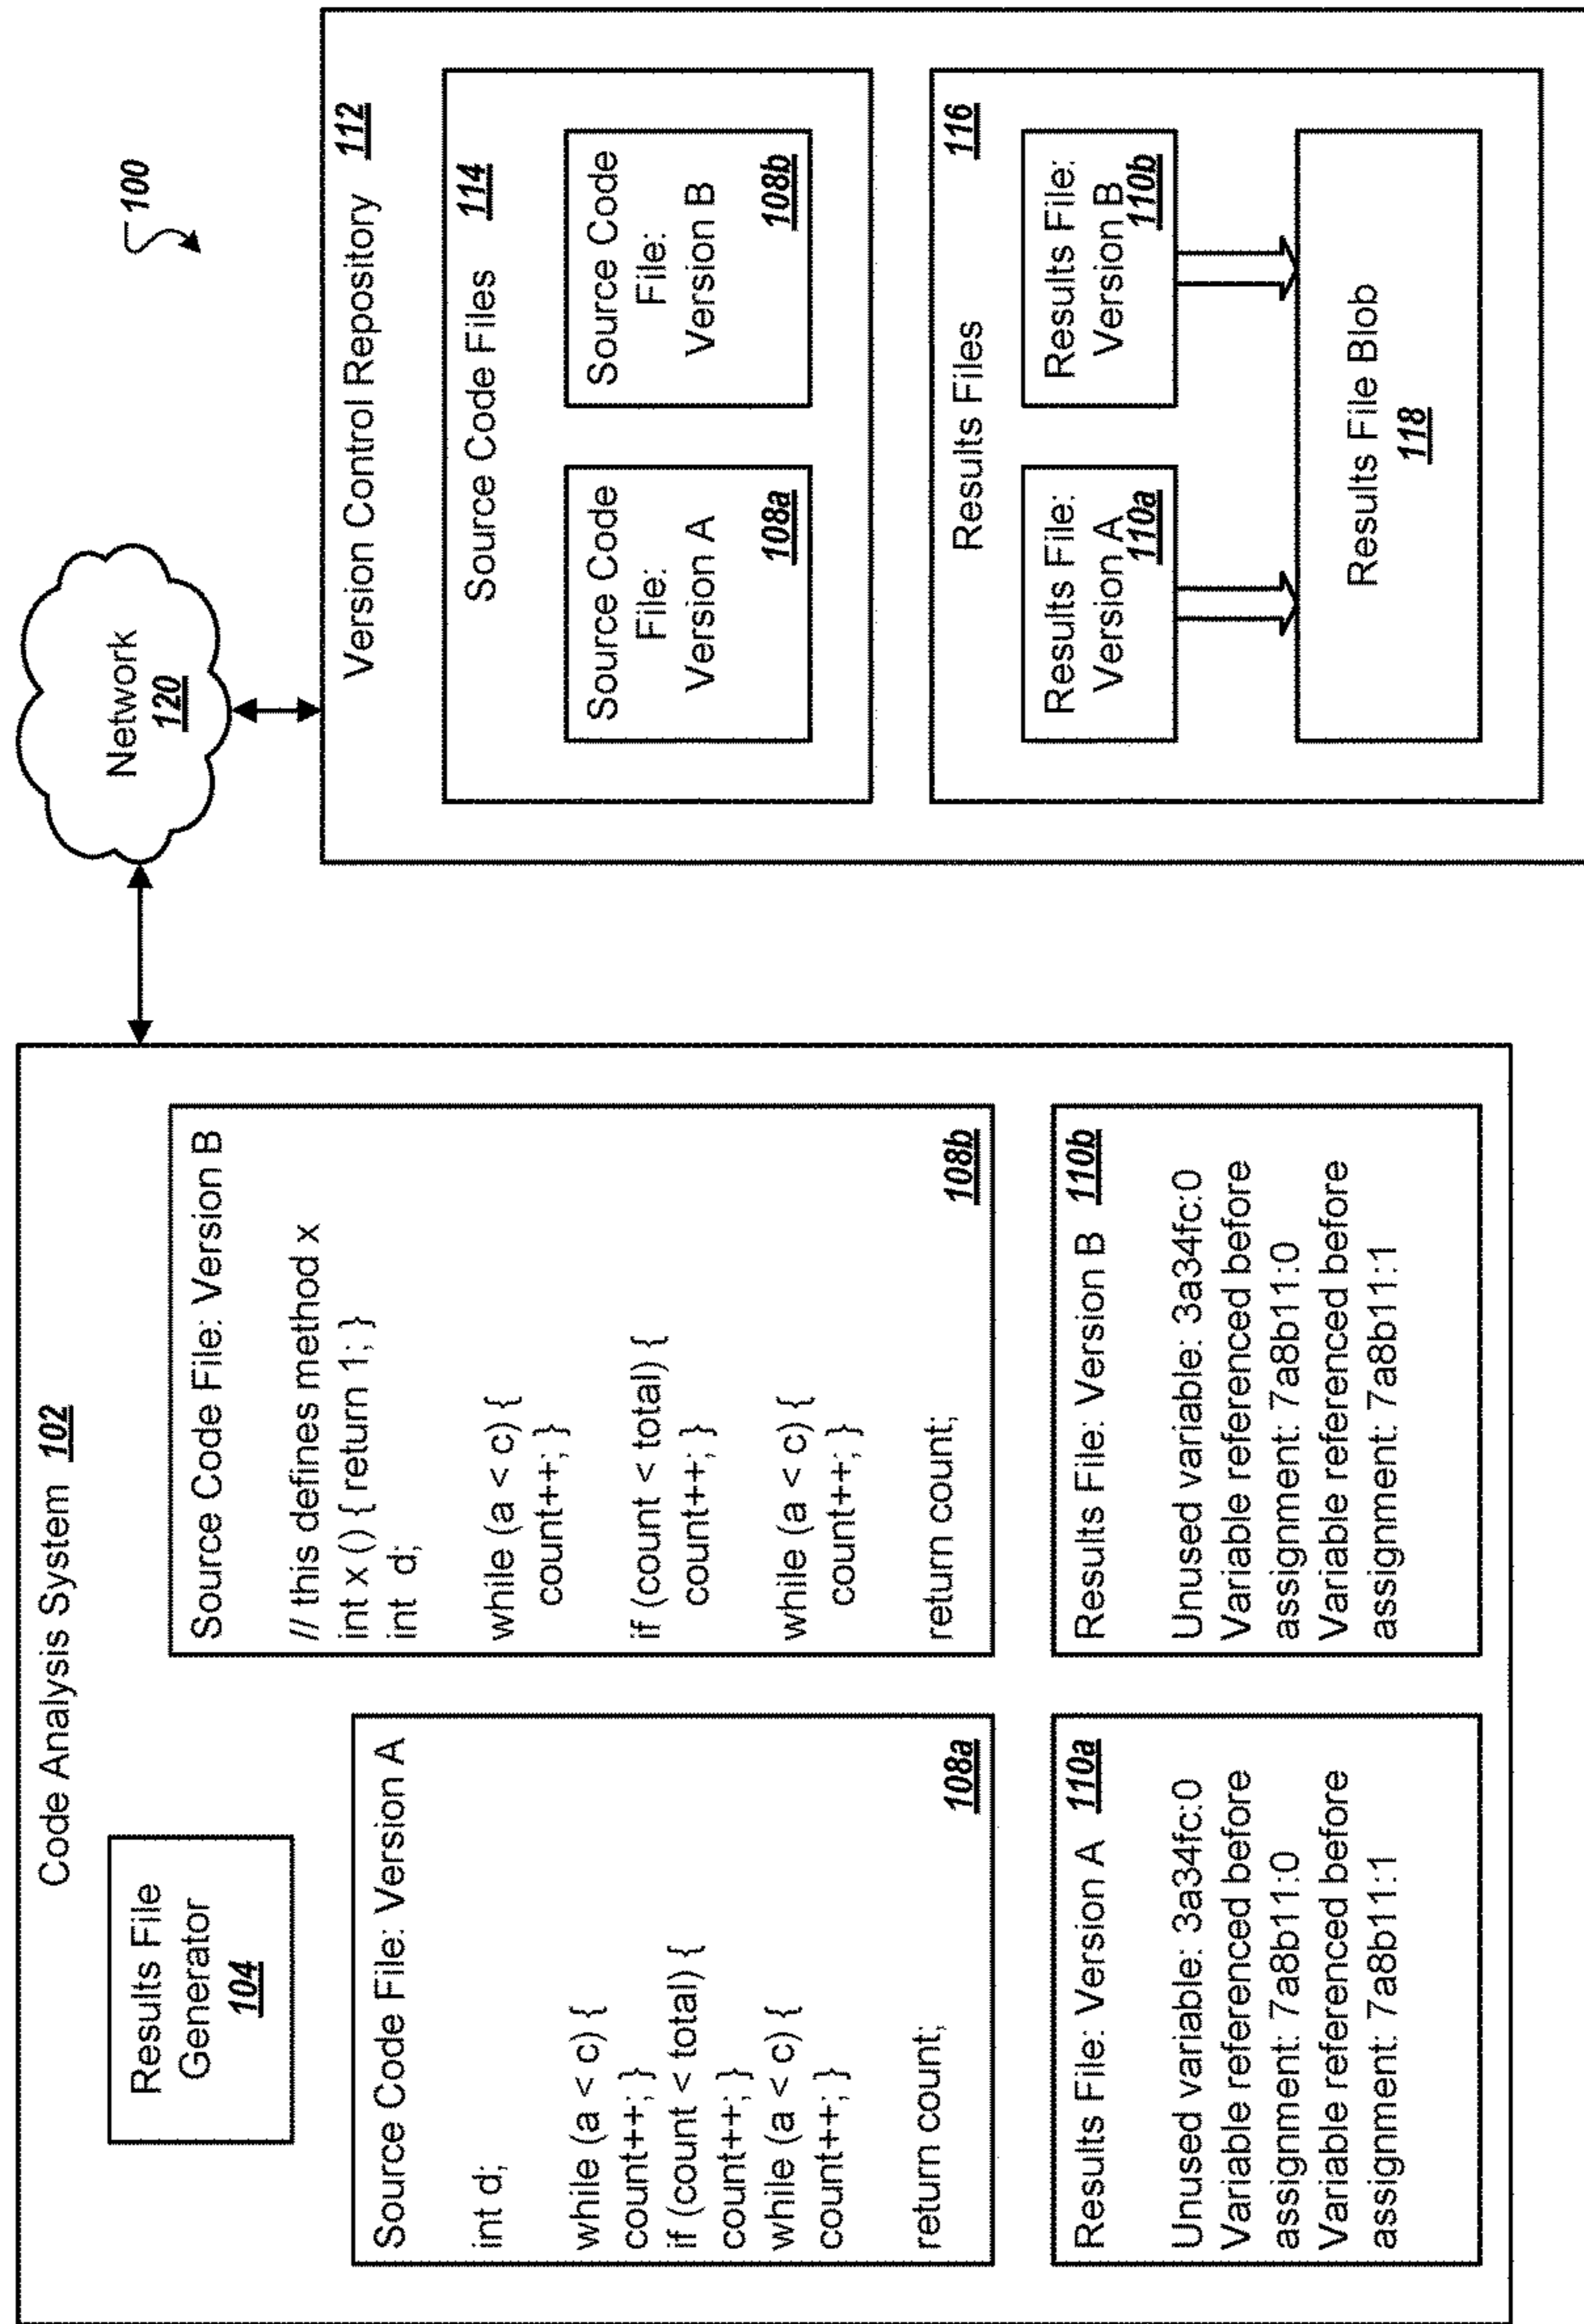 100
Code Analysis System 102
Results File
Generator
104
Source Code File: Version A
int d;
while (a < c) {
count++; }
if (count < total) {
count++; }
while (a < c) {
count++; }
return count;
108a
Source Code File: Version B
// this defines method x
int x () { return 1; }
int d;
while (a < c) {
count++; }
if (count < total) {
count++; }
while (a < c) {
count++; }
return count;
108b
Results File: Version A 110a
Unused variable: 3a34fc:0
Variable referenced before
assignment: 7a8b11:0
Variable referenced before
assignment: 7a8b11:1
Results File: Version B 110b
Unused variable: 3a34fc:0
Variable referenced before
assignment: 7a8b11:0
Variable referenced before
assignment: 7a8b11:1
Network
120
Version Control Repository 112
Source Code Files 114
Source Code
File:
Version A
108a
Source Code
File:
Version B
108b
Results Files 116
Results File:
Version A
110a
Results File:
Version B
110b
Results File Blob
118